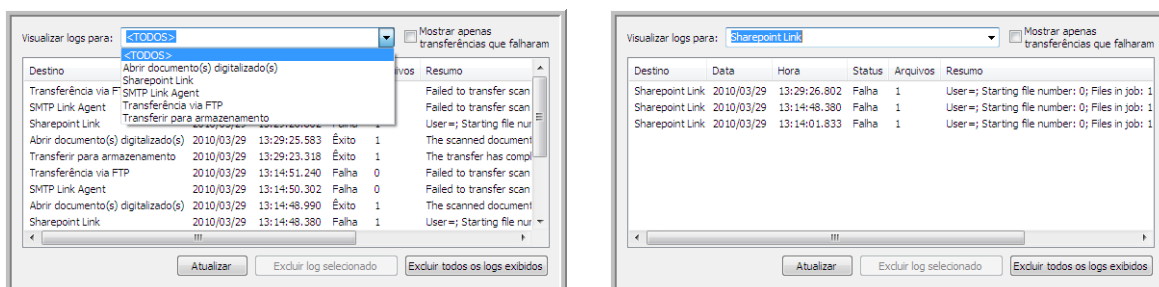 Visualizar logs para: <TODOS> Mostrar apenas
transferências que falharam
<TODOS>
Abrir documento(s) digitalizado(s)
Sharepoint Link
SMTP Link Agent
Transferência via FTP
Transferir para armazenamento
Destino Resumo
Transferência via Failed to transfer scan
SMTP Link Agent Failed to transfer scan
Sharepoint Link User=; Starting file nur
Abrir documento(s) digitalizado(s) 2010/03/29 13:29:25.583 Êxito 1 The scanned document
Transferir para armazenamento 2010/03/29 13:29:23.318 Êxito 1 The transfer has compl
Transferência via FTP 2010/03/29 13:14:51.240 Falha 0 Failed to transfer scan
SMTP Link Agent 2010/03/29 13:14:50.302 Falha 0 Failed to transfer scan
Abrir documento(s) digitalizado(s) 2010/03/29 13:14:48.990 Êxito 1 The scanned document
Sharepoint Link 2010/03/29 13:14:48.380 Falha 1 User=; Starting file nur
Atualizar Excluir log selecionado Excluir todos os logs exibidos
Visualizar logs para: Sharepoint Link Mostrar apenas
transferências que falharam
Destino Data Hora Status Arquivos Resumo
Sharepoint Link 2010/03/29 13:29:26.802 Falha 1 User=; Starting file number: 0; Files in job: 1
Sharepoint Link 2010/03/29 13:14:48.380 Falha 1 User=; Starting file number: 0; Files in job: 1
Sharepoint Link 2010/03/29 13:14:01.833 Falha 1 User=; Starting file number: 0; Files in job: 1
Atualizar Excluir log selecionado Excluir todos os logs exibidos